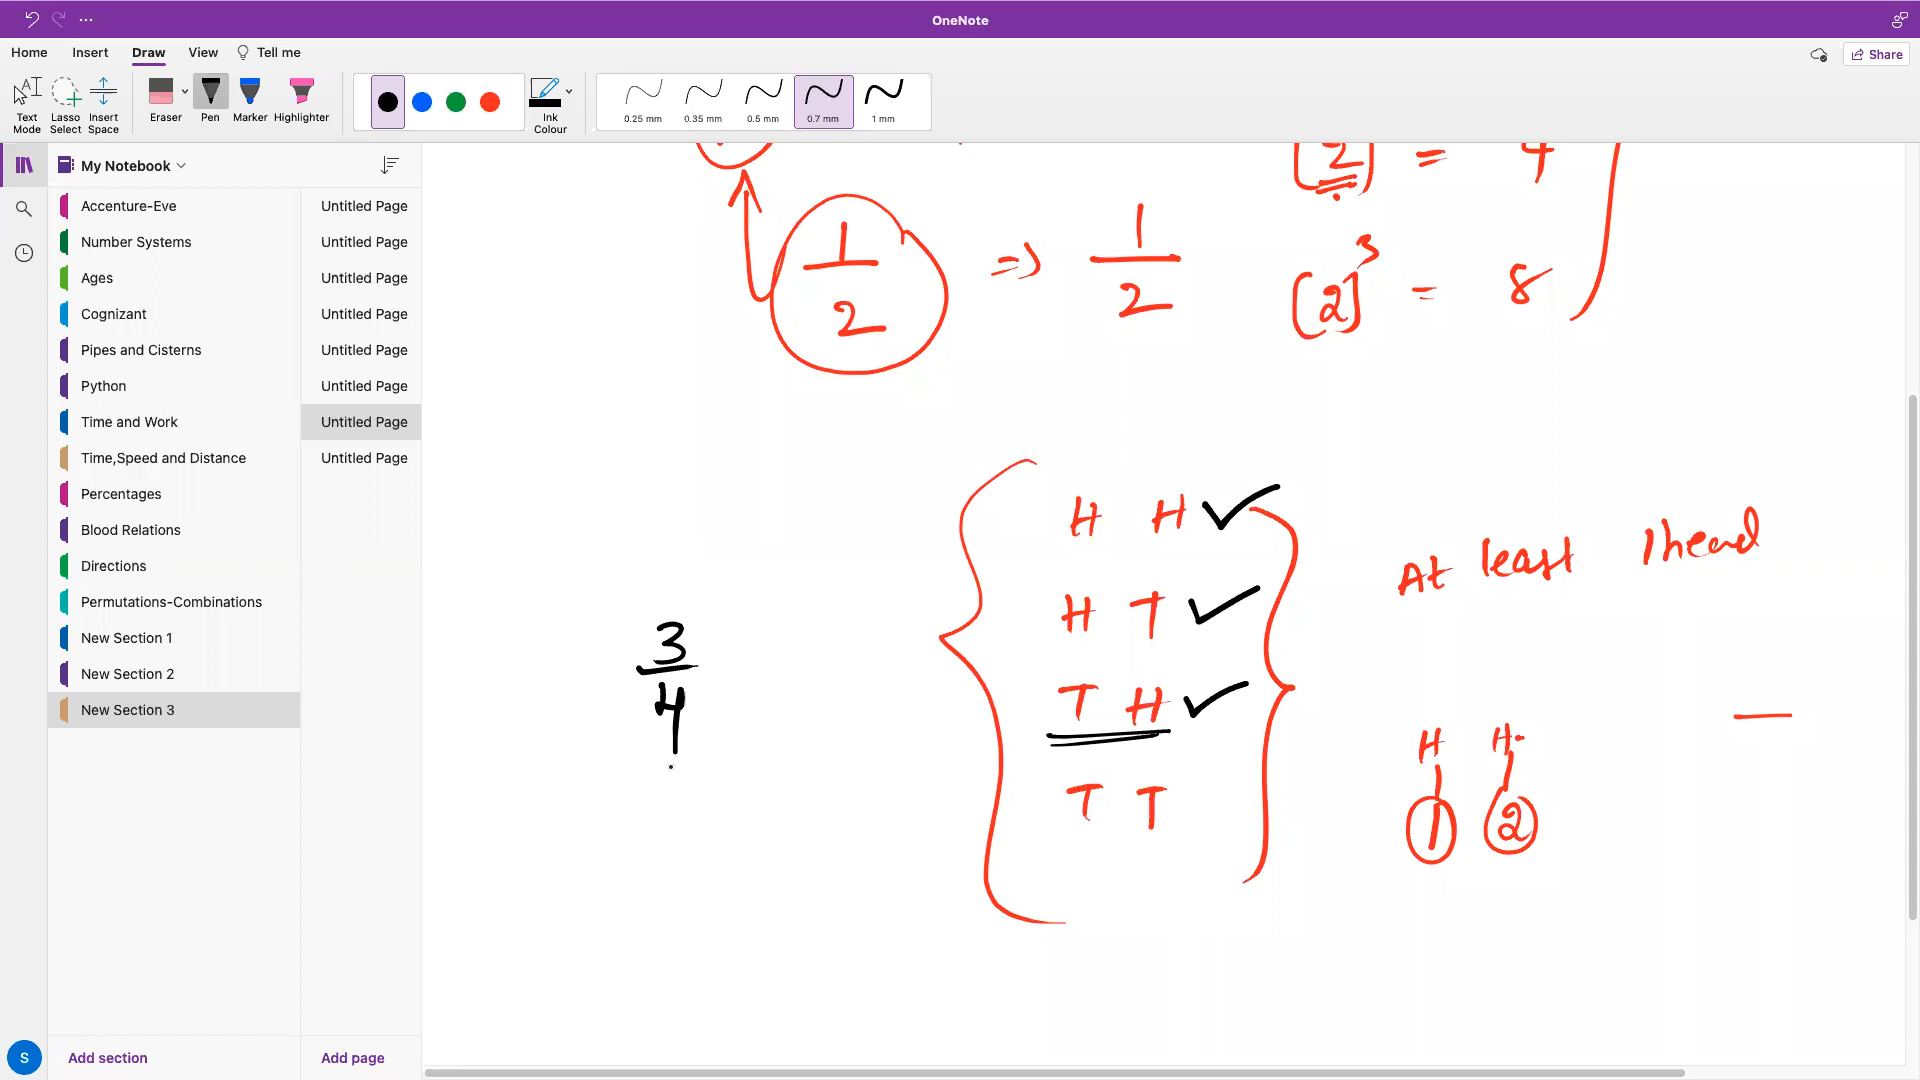 OneNote
Home Insert Draw View Tell me
Share
Text Mode
Lasso Select
Insert Space
Eraser
Pen
Marker
Highlighter
Ink Colour
0.25 mm
0.35 mm
0.5 mm
0.7 mm
1 mm
My Notebook
Accenture-Eve
Number Systems
Ages
Cognizant
Pipes and Cisterns
Python
Time and Work
Time,Speed and Distance
Percentages
Blood Relations
Directions
Permutations-Combinations
New Section 1
New Section 2
New Section 3
Add section
Untitled Page
Untitled Page
Untitled Page
Untitled Page
Untitled Page
Untitled Page
Untitled Page
Untitled Page
Add page
S
[2] = 4
1/2 => 1/2
[2]^3 = 8
H H ✓
H T ✓
T H ✓
T T
At least 1head
3/4
H H
1 2